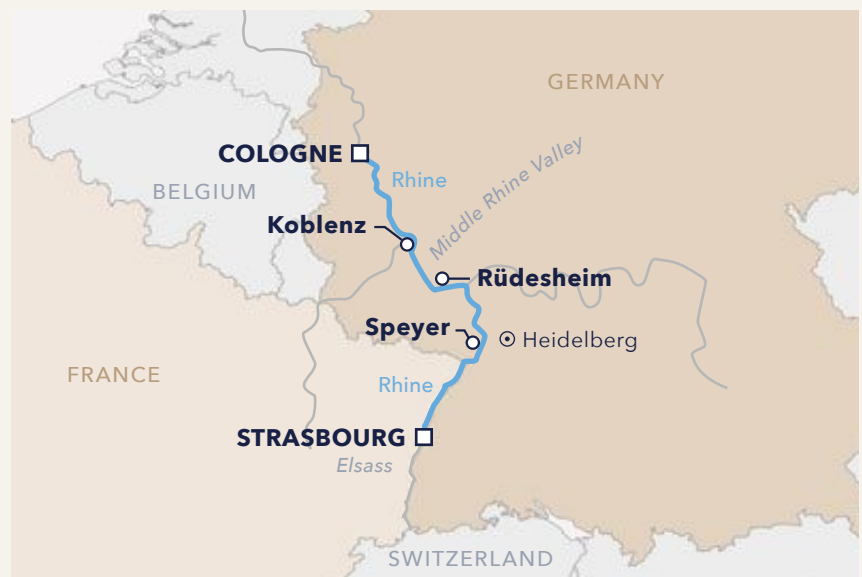 GERMANY
COLOGNE
Rhine
Middle Rhine Valley
BELGIUM
Koblenz
Rüdesheim
Speyer
Heidelberg
FRANCE
Rhine
STRASBOURG
Elsass
SWITZERLAND